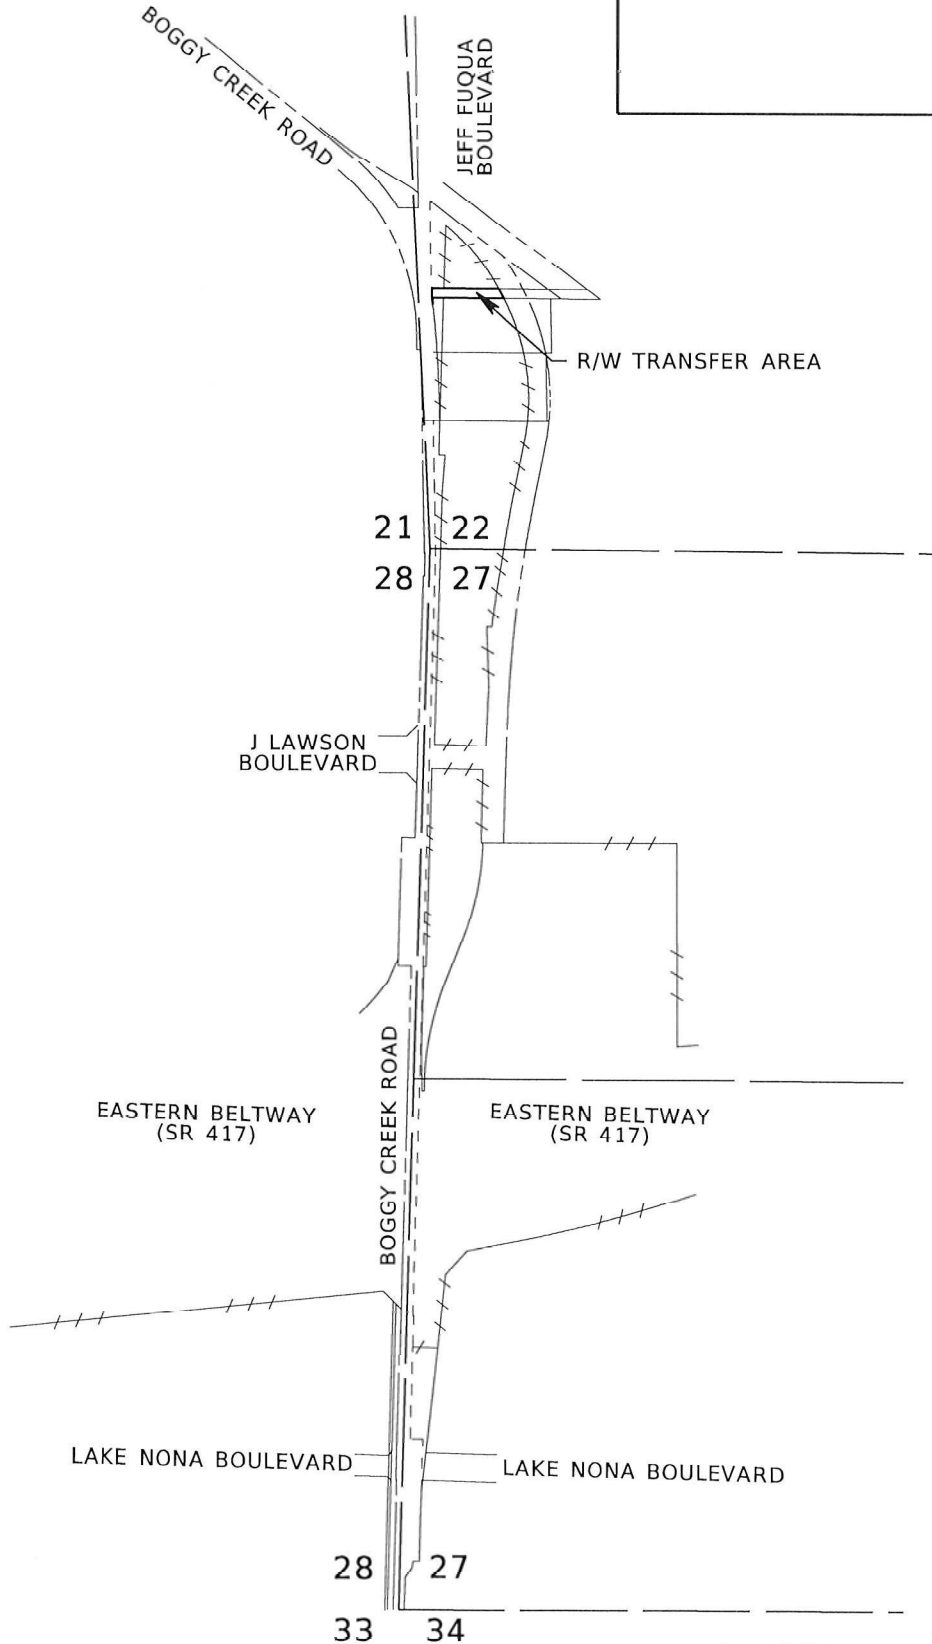 BOGGY CREEK ROAD
JEFF FUQUA
BOULEVARD
R/W TRANSFER AREA
21 22
28 27
J LAWSON
BOULEVARD
BOGGY CREEK ROAD
EASTERN BELTWAY
(SR 417)
EASTERN BELTWAY
(SR 417)
LAKE NONA BOULEVARD
LAKE NONA BOULEVARD
28 27
33 34